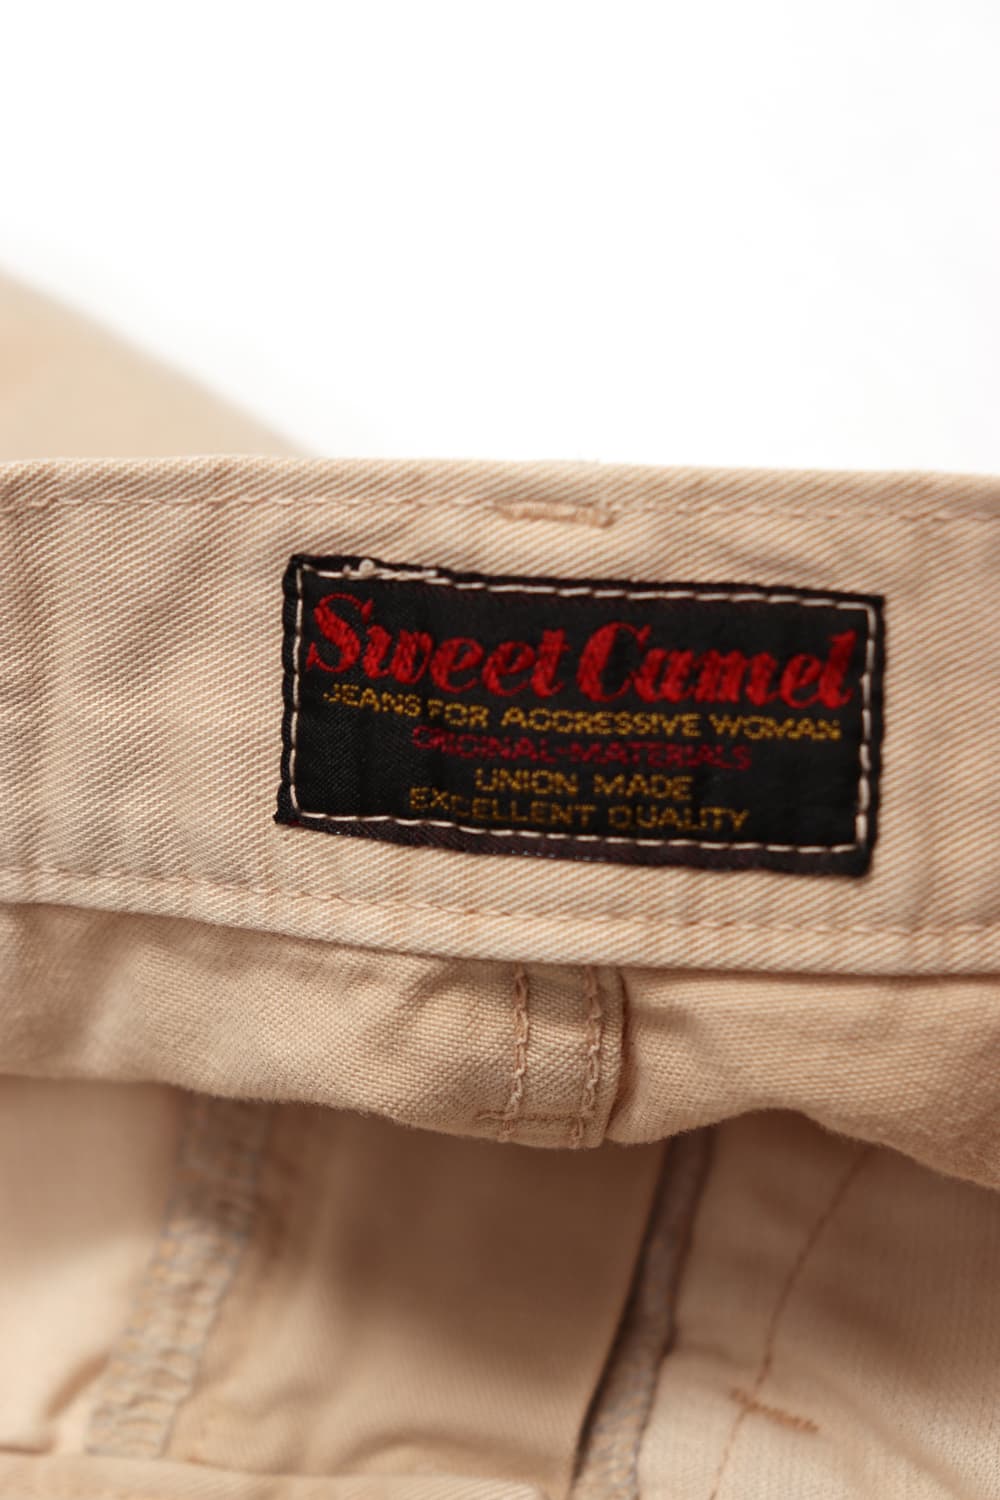 Sweet Camel
JEANS FOR AGGRESSIVE WOMAN
ORIGINAL-MATERIALS
UNION MADE
EXCELLENT QUALITY